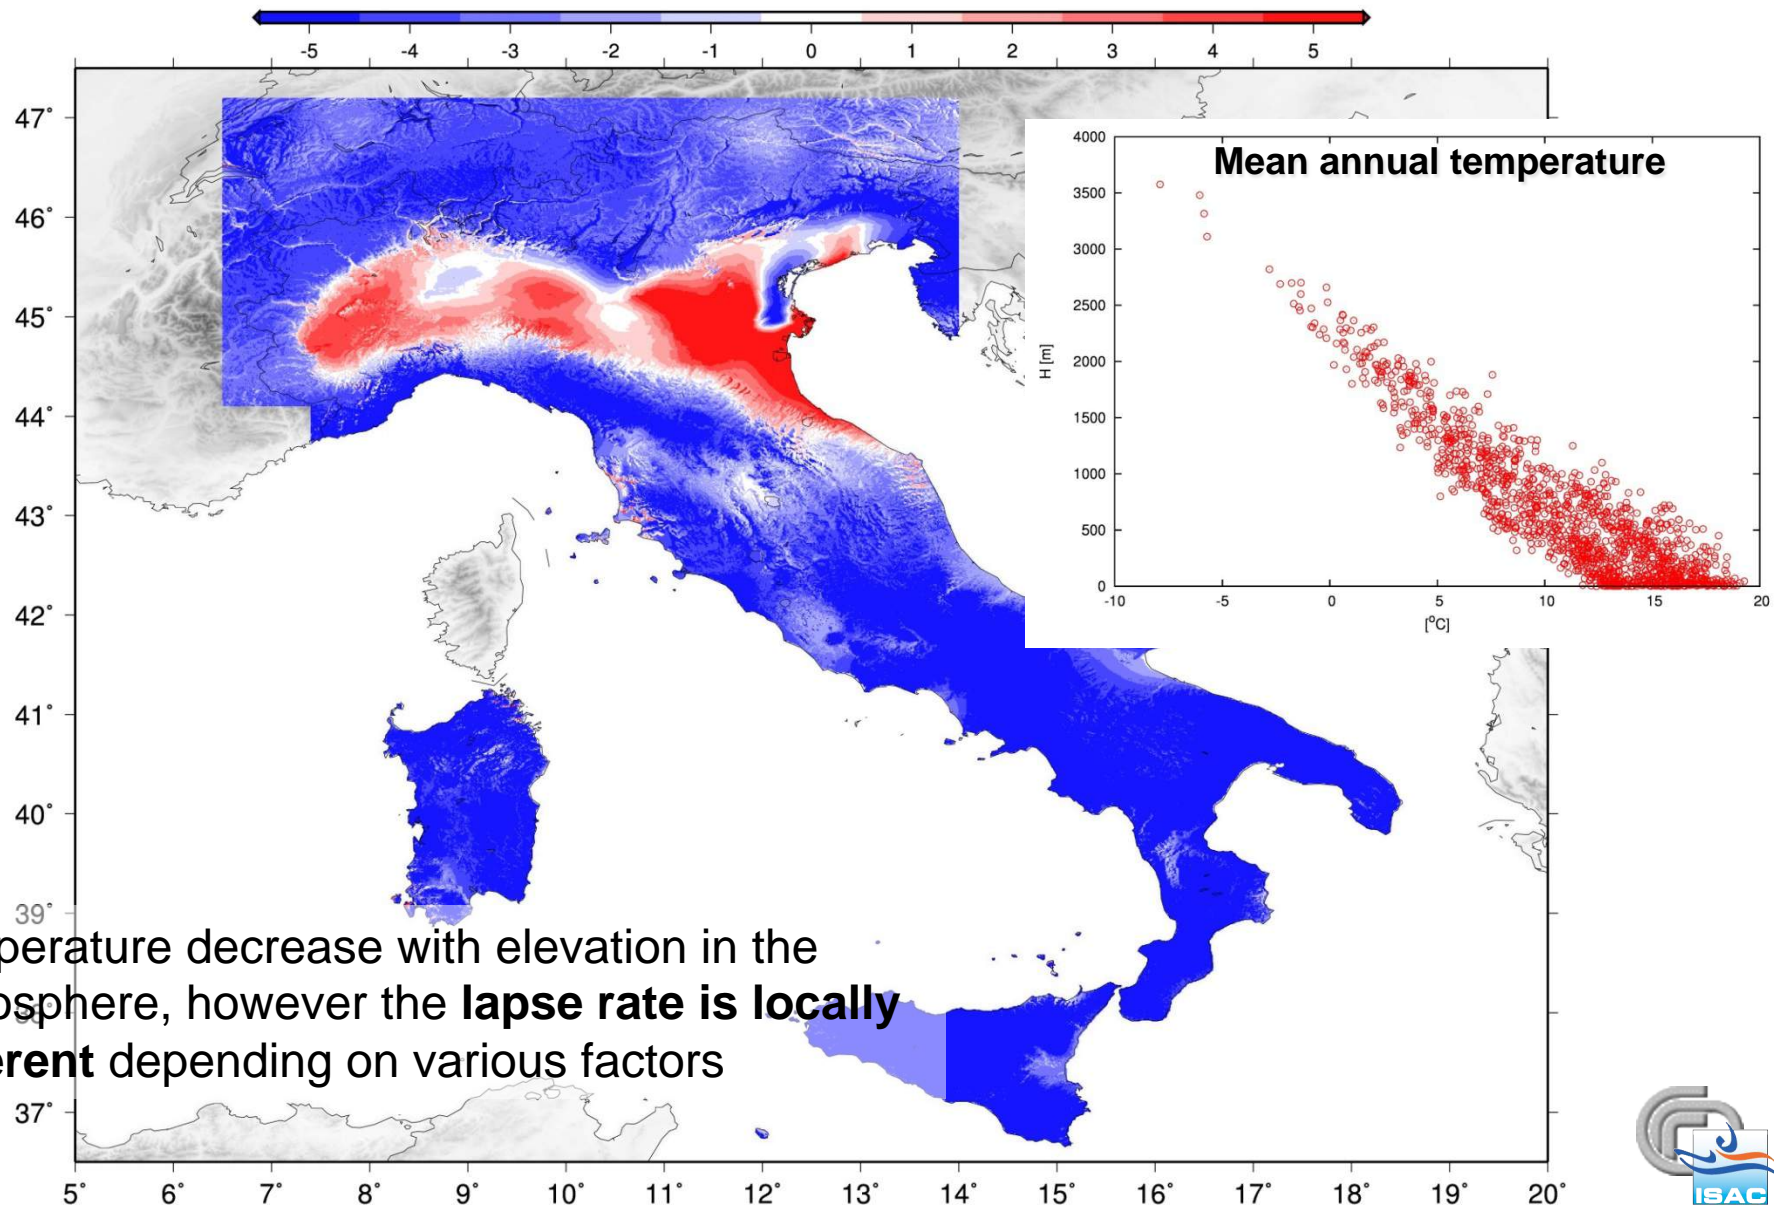 -5 -4 -3 -2 -1 0 1 2 3 4 5
47°
46°
45°
44°
43°
42°
41°
40°
39°
38°
37°
5° 6° 7° 8° 9° 10° 11° 12° 13° 14° 15° 16° 17° 18° 19° 20°
Mean annual temperature
4000
3500
3000
2500
2000
1500
1000
500
0
H [m]
-10 -5 0 5 10 15 20
[°C]
perature decrease with elevation in the
osphere, however the lapse rate is locally
erent depending on various factors
ISAC